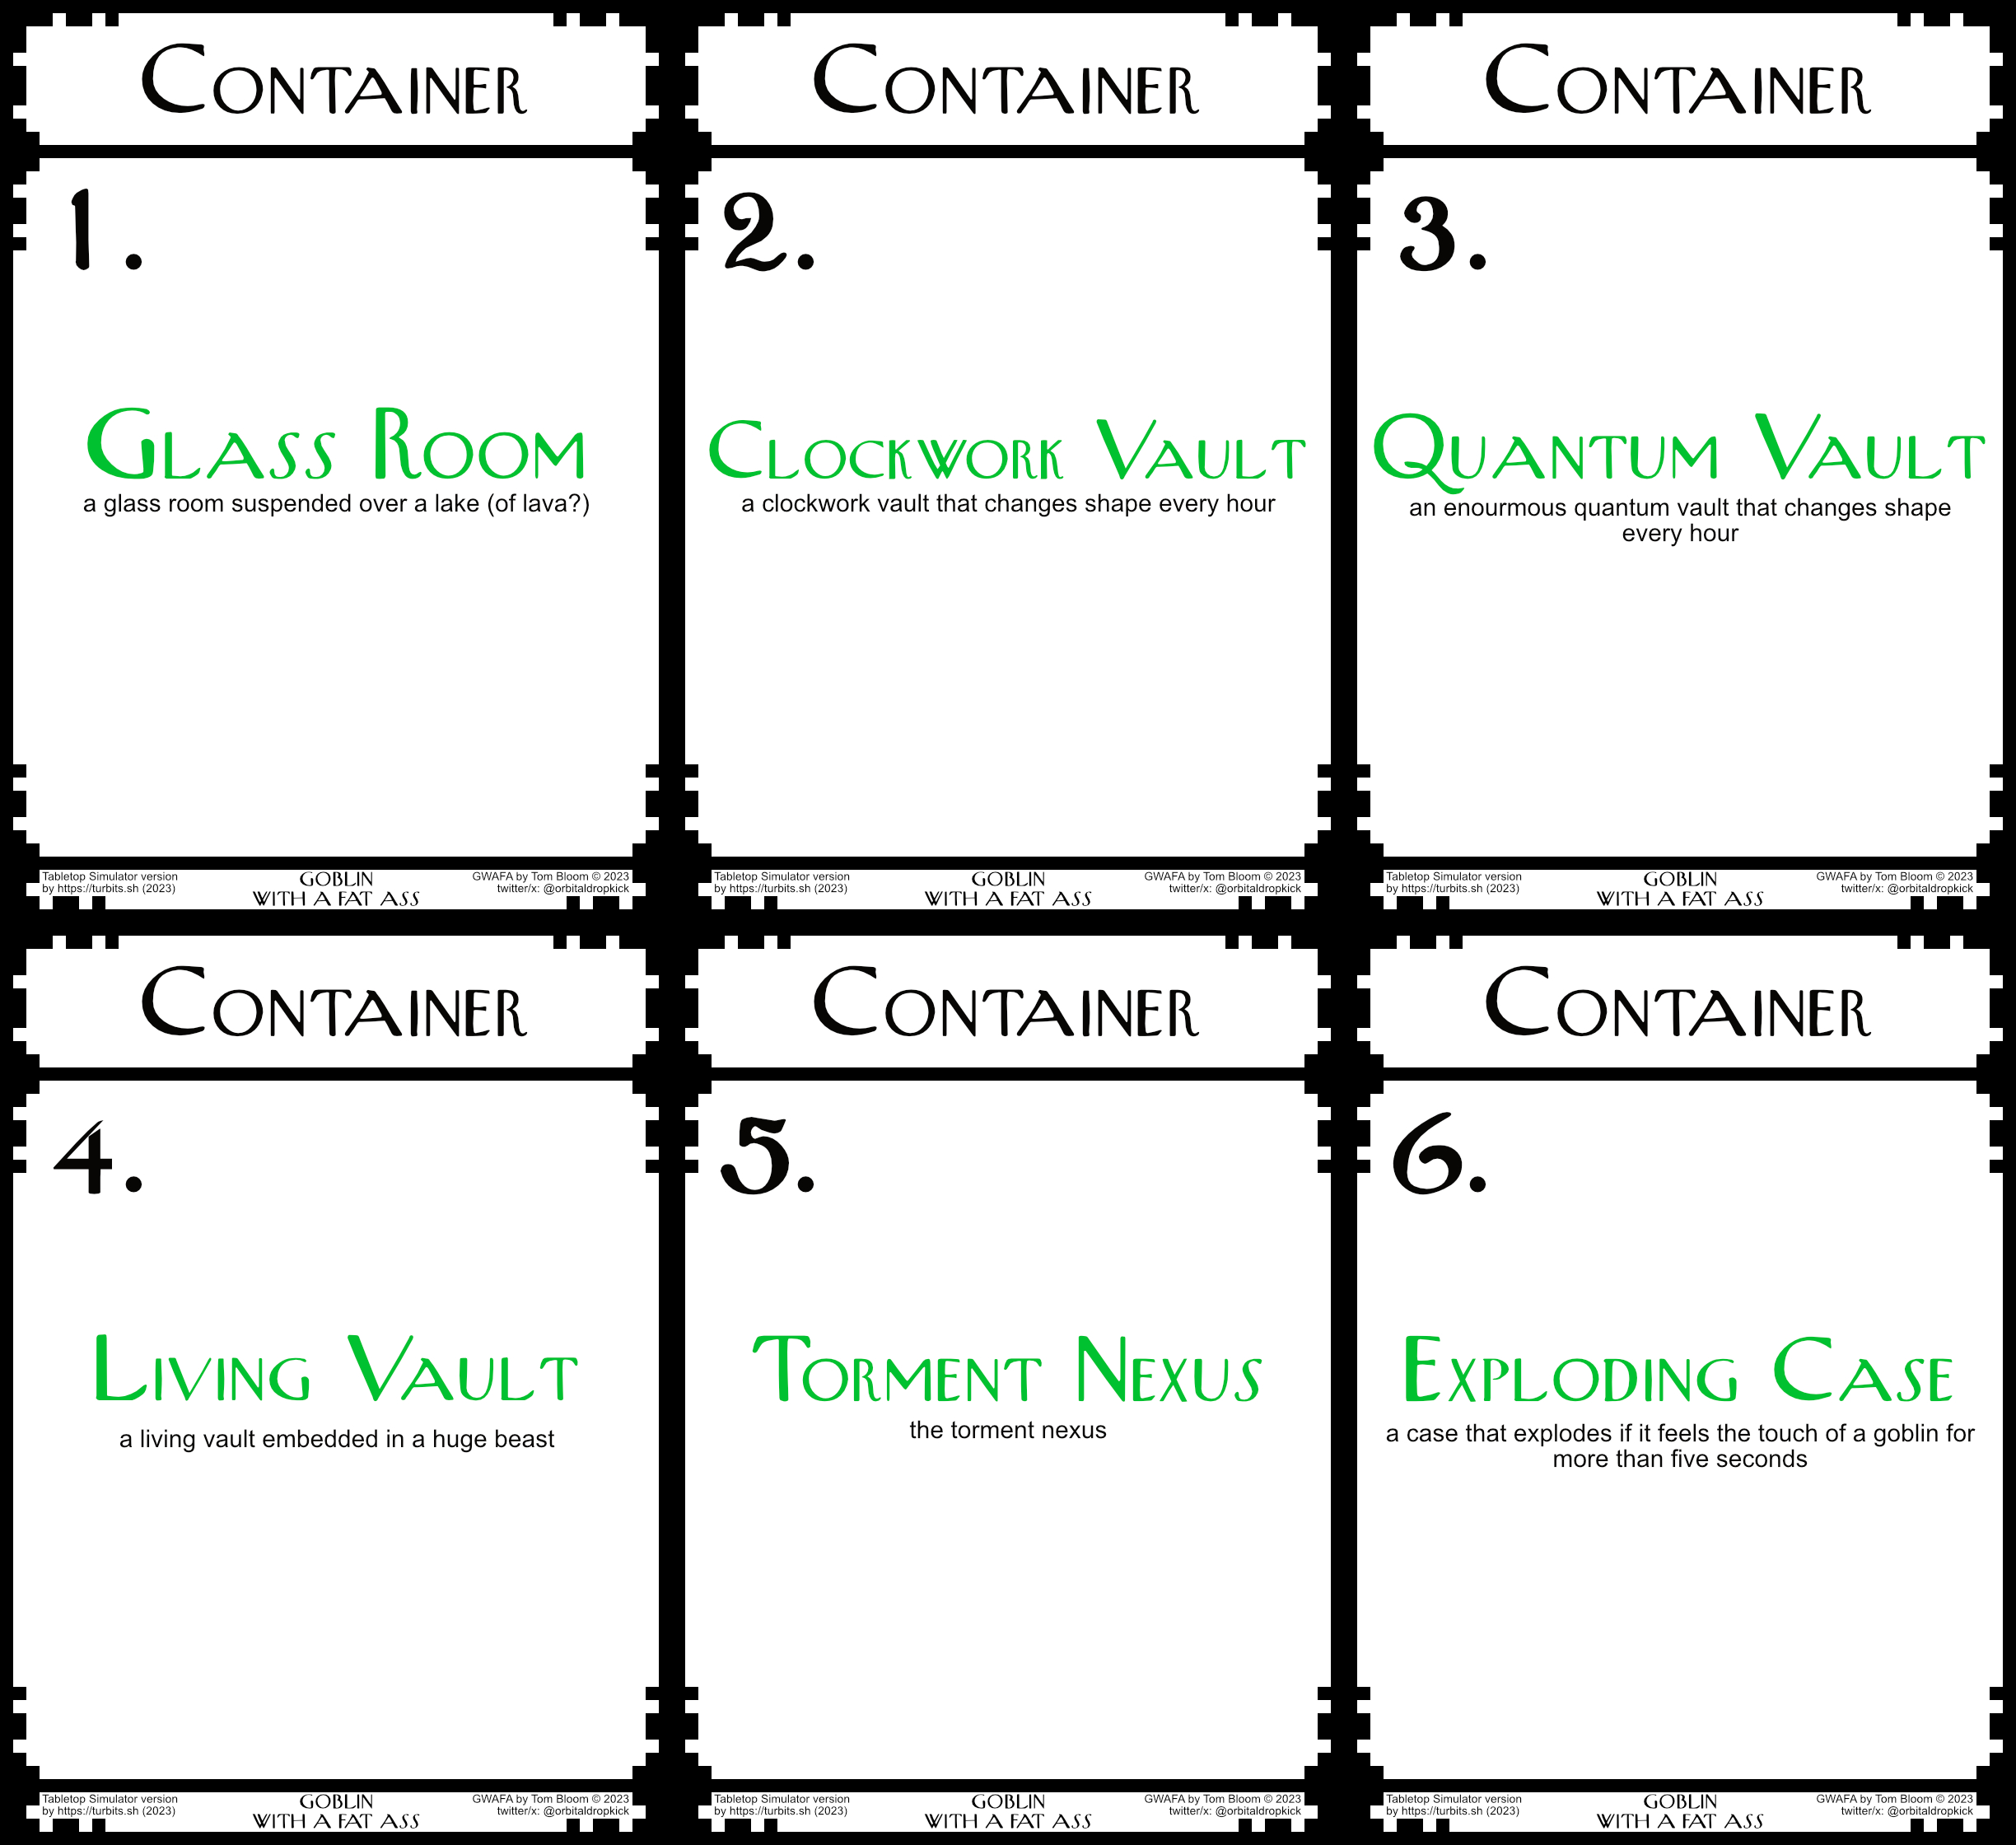 Container
1.
Glass Room
a glass room suspended over a lake (of lava?)
Tabletop Simulator version
by https://turbits.sh (2023)
GOBLIN
WITH A FAT ASS
GWAFA by Tom Bloom © 2023
twitter/x: @orbitaldropkick
Container
2.
Clockwork Vault
a clockwork vault that changes shape every hour
Tabletop Simulator version
by https://turbits.sh (2023)
GOBLIN
WITH A FAT ASS
GWAFA by Tom Bloom © 2023
twitter/x: @orbitaldropkick
Container
3.
Quantum Vault
an enourmous quantum vault that changes shape
every hour
Tabletop Simulator version
by https://turbits.sh (2023)
GOBLIN
WITH A FAT ASS
GWAFA by Tom Bloom © 2023
twitter/x: @orbitaldropkick
Container
4.
Living Vault
a living vault embedded in a huge beast
Tabletop Simulator version
by https://turbits.sh (2023)
GOBLIN
WITH A FAT ASS
GWAFA by Tom Bloom © 2023
twitter/x: @orbitaldropkick
Container
5.
Torment Nexus
the torment nexus
Tabletop Simulator version
by https://turbits.sh (2023)
GOBLIN
WITH A FAT ASS
GWAFA by Tom Bloom © 2023
twitter/x: @orbitaldropkick
Container
6.
Exploding Case
a case that explodes if it feels the touch of a goblin for
more than five seconds
Tabletop Simulator version
by https://turbits.sh (2023)
GOBLIN
WITH A FAT ASS
GWAFA by Tom Bloom © 2023
twitter/x: @orbitaldropkick